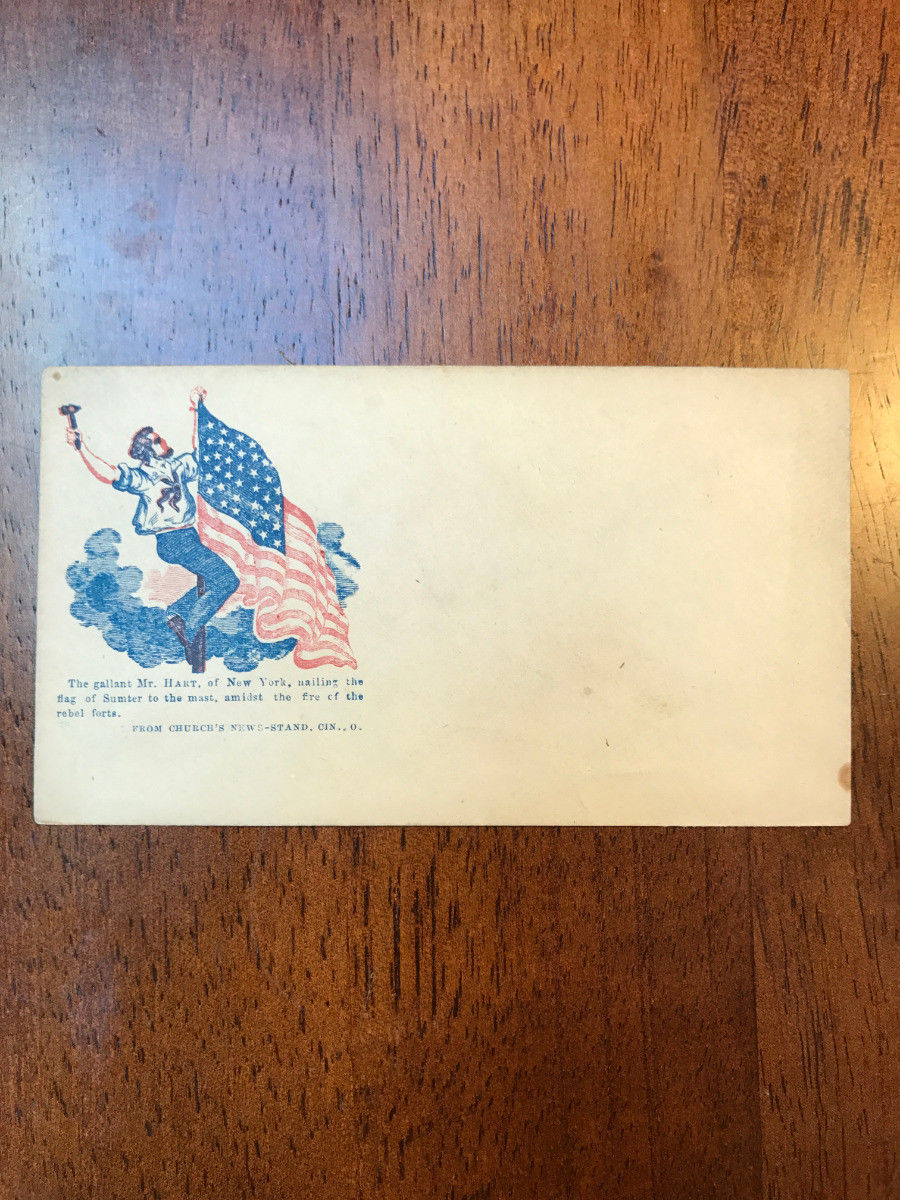 The gallant Mr. HART, of New York, nailing the
flag of Sumter to the mast, amidst the fire of the
rebel forts.
FROM CHURCH'S NEWS-STAND, CIN., O.